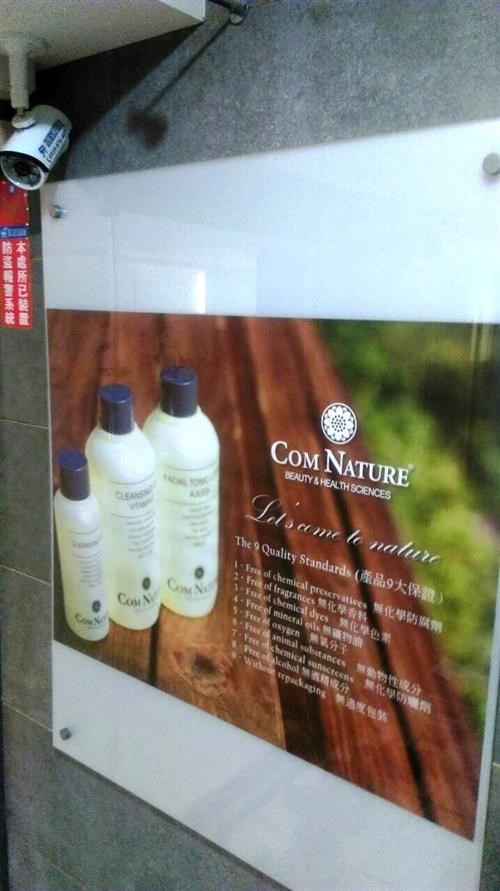 本處所已裝置
防盜報警系統
COM NATURE®
BEAUTY & HEALTH SCIENCES
Let's come to nature
The 9 Quality Standards (產品9大保證)
1、Free of chemical preservatives 無化學防腐劑
2、Free of fragrances 無化學香料
3、Free of chemical dyes 無化學色素
4、Free of mineral oils 無礦物油
5、Free of oxygen 無氧分子
6、Free of animal substances 無動物性成分
7、Free of chemical sunscreens 無化學防曬劑
8、Free of alcohol 無酒精成分
9、Without repackaging 無過度包裝
CLEANSING
COM NATURE
CLEANSING
VITAMIN
COM NATURE
FACIAL TONIC
AJUGA
COM NATURE